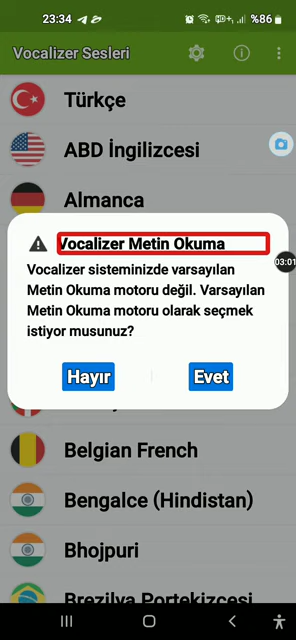 23:34
%86
Vocalizer Sesleri
Türkçe
ABD İngilizcesi
Almanca
Vocalizer Metin Okuma
03:01
Vocalizer sisteminizde varsayılan
Metin Okuma motoru değil. Varsayılan
Metin Okuma motoru olarak seçmek
istiyor musunuz?
Hayır
Evet
Belgian French
Bengalce (Hindistan)
Bhojpuri
Brezilya Portekizcesi